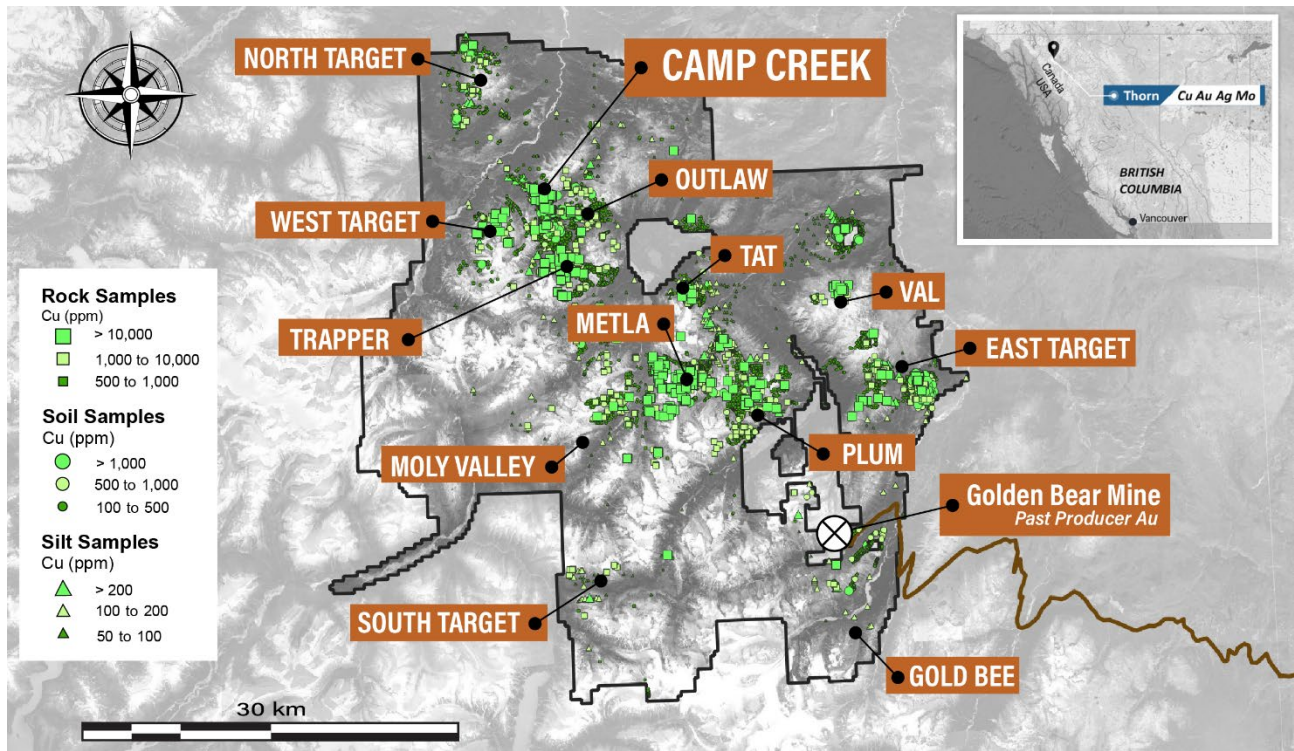 NORTH TARGET
CAMP CREEK
OUTLAW
WEST TARGET
TAT
VAL
TRAPPER
METLA
EAST TARGET
MOLY VALLEY
PLUM
Golden Bear Mine
Past Producer Au
SOUTH TARGET
GOLD BEE
Canada
USA
Thorn
Cu Au Ag Mo
BRITISH
COLUMBIA
Vancouver
Rock Samples
Cu (ppm)
> 10,000
1,000 to 10,000
500 to 1,000
Soil Samples
Cu (ppm)
> 1,000
500 to 1,000
100 to 500
Silt Samples
Cu (ppm)
> 200
100 to 200
50 to 100
30 km